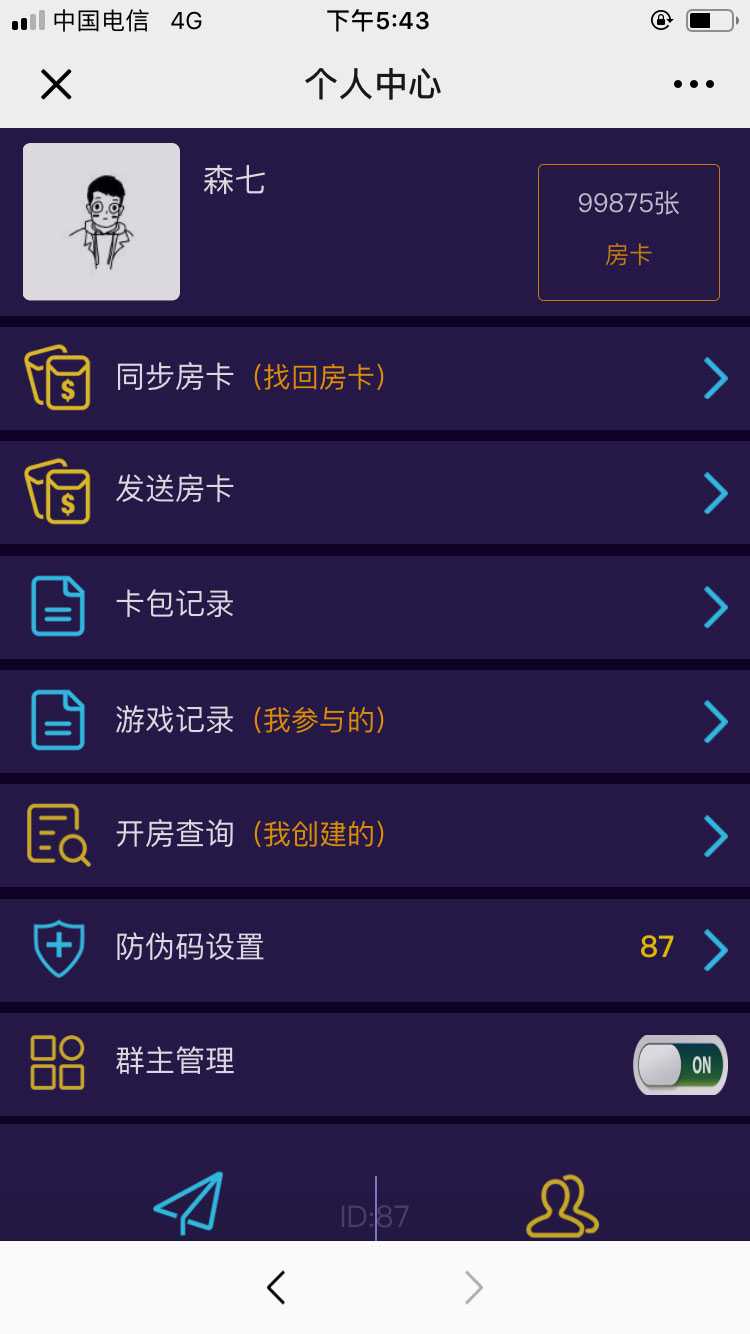 中国电信 4G 下午5:43
个人中心
森七
99875张
房卡
同步房卡（找回房卡）
发送房卡
卡包记录
游戏记录（我参与的）
开房查询（我创建的）
防伪码设置 87
群主管理 ON
ID:87